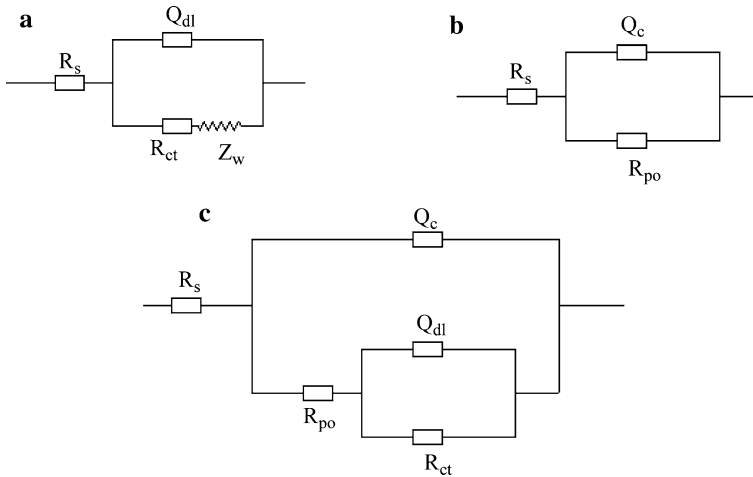 a
Q_dl
R_s
R_ct
Z_w
b
Q_c
R_s
R_po
c
Q_c
R_s
Q_dl
R_po
R_ct